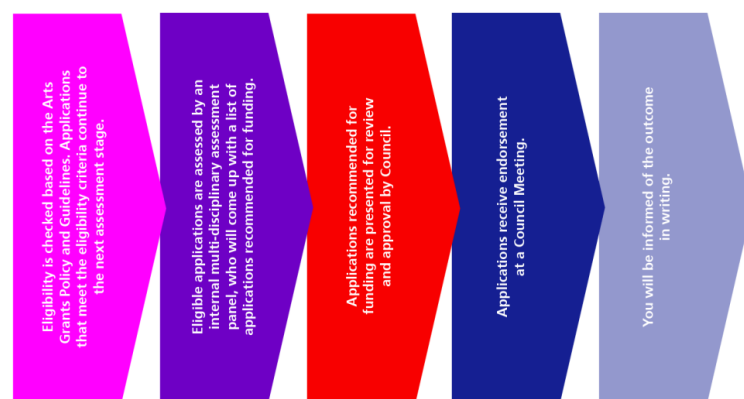 Eligibility is checked based on the Arts
Grants Policy and Guidelines. Applications
that meet the eligibility criteria continue to
the next assessment stage.
Eligible applications are assessed by an
internal multi-disciplinary assessment
panel, who will come up with a list of
applications recommended for funding.
Applications recommended for
funding are presented for review
and approval by Council.
Applications receive endorsement
at a Council Meeting.
You will be informed of the outcome
in writing.